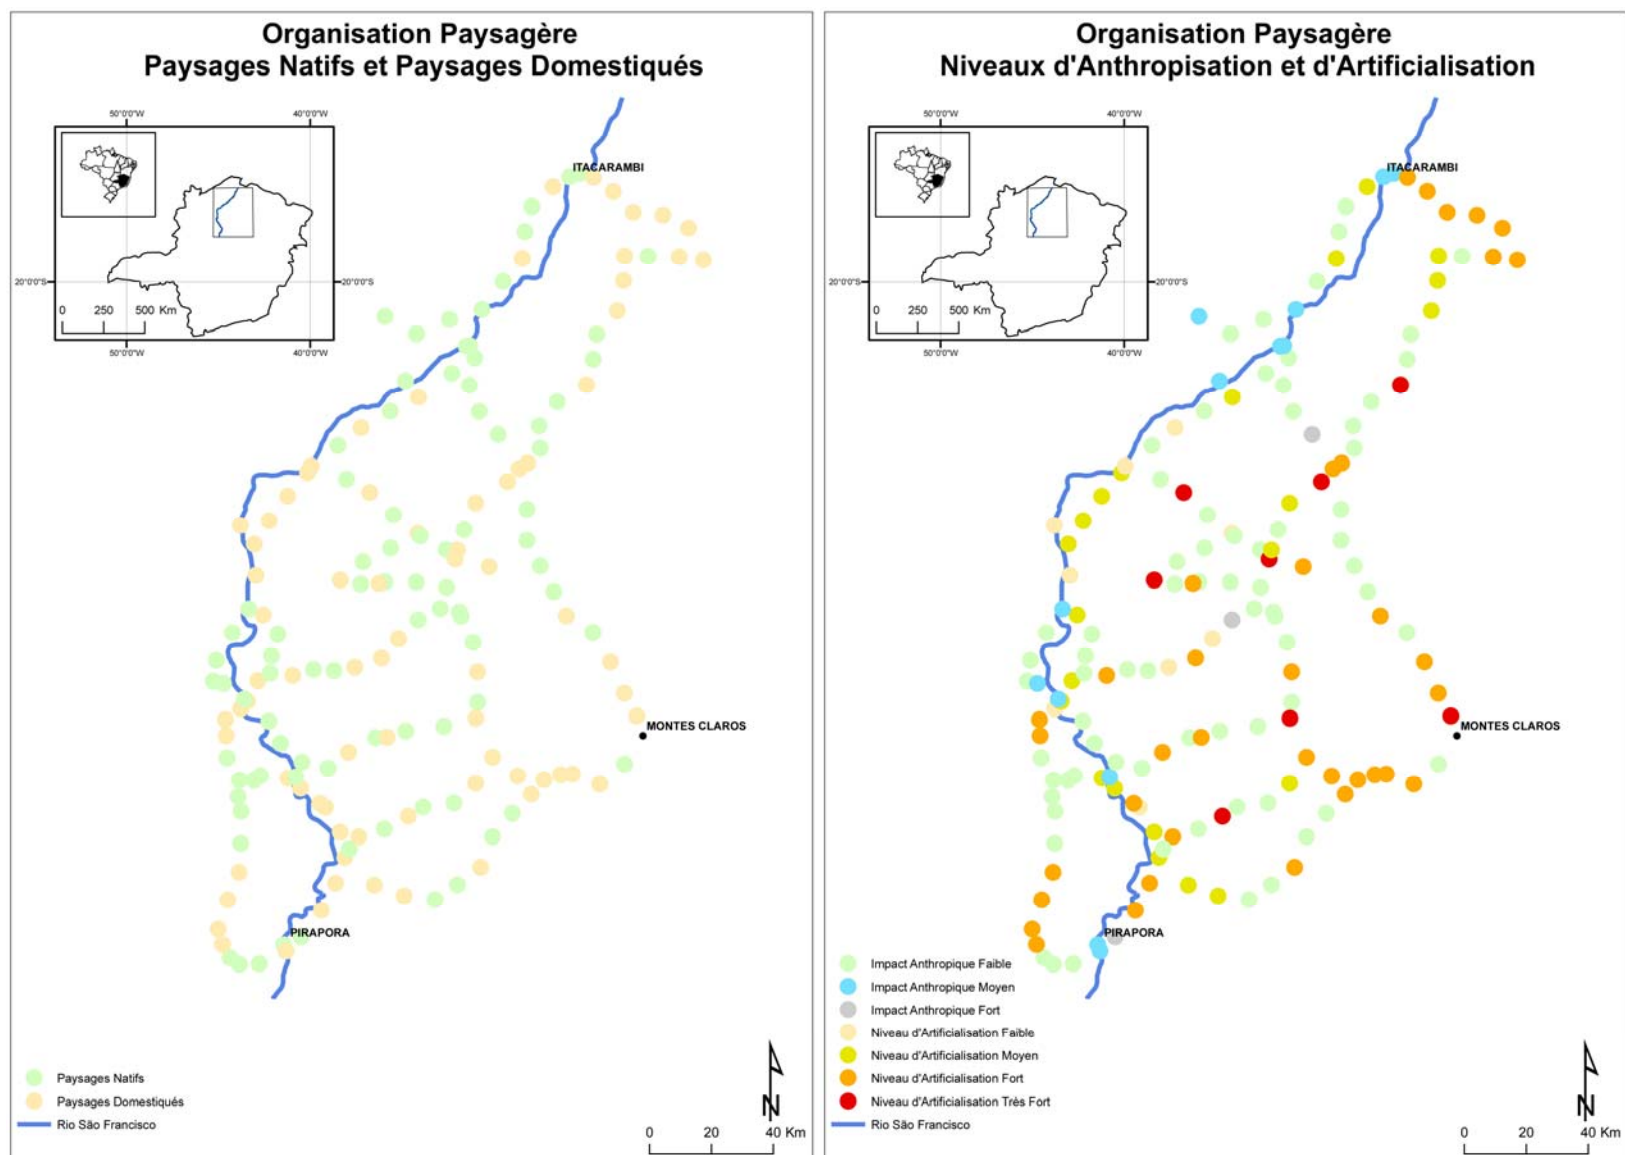 Organisation Paysagère
Paysages Natifs et Paysages Domestiqués
50°0'0"W
40°0'0"W
20°0'0"S
20°0'0"S
0 250 500 Km
50°0'0"W
40°0'0"W
ITACARAMBI
MONTES CLAROS
PIRAPORA
Paysages Natifs
Paysages Domestiqués
Rio São Francisco
N
0 20 40 Km
Organisation Paysagère
Niveaux d'Anthropisation et d'Artificialisation
50°0'0"W
40°0'0"W
20°0'0"S
20°0'0"S
0 250 500 Km
50°0'0"W
40°0'0"W
ITACARAMBI
MONTES CLAROS
PIRAPORA
Impact Anthropique Faible
Impact Anthropique Moyen
Impact Anthropique Fort
Niveau d'Artificialisation Faible
Niveau d'Artificialisation Moyen
Niveau d'Artificialisation Fort
Niveau d'Artificialisation Très Fort
Rio São Francisco
N
0 20 40 Km